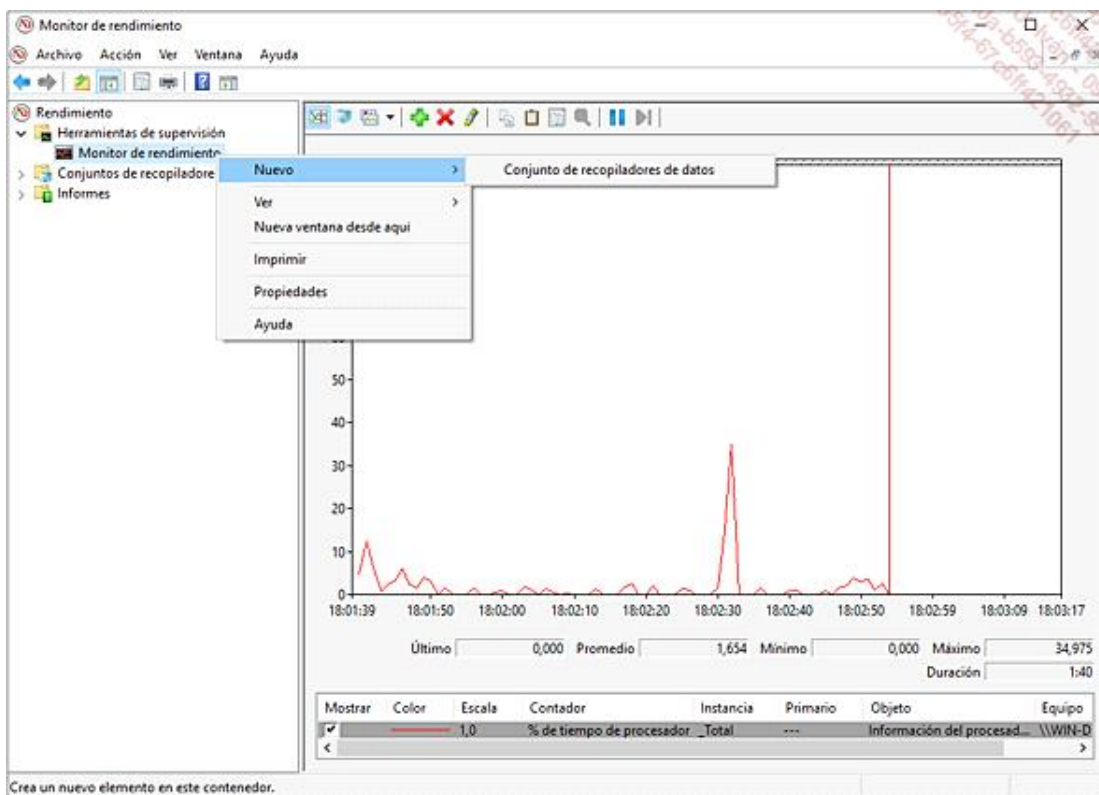 Monitor de rendimiento
Archivo Acción Ver Ventana Ayuda
Rendimiento
Herramientas de supervisión
Monitor de rendimiento
Conjuntos de recopiladore
Informes
Nuevo
Conjunto de recopiladores de datos
Ver
Nueva ventana desde aquí
Imprimir
Propiedades
Ayuda
50
40
30
20
10
0
18:01:39 18:01:50 18:02:00 18:02:10 18:02:20 18:02:30 18:02:40 18:02:50 18:02:59 18:03:09 18:03:17
Último 0,000 Promedio 1,654 Mínimo 0,000 Máximo 34,975
Duración 1:40
Mostrar Color Escala Contador Instancia Primario Objeto Equipo
1,0 % de tiempo de procesador _Total --- Información del procesad... \\WIN-D
Crea un nuevo elemento en este contenedor.